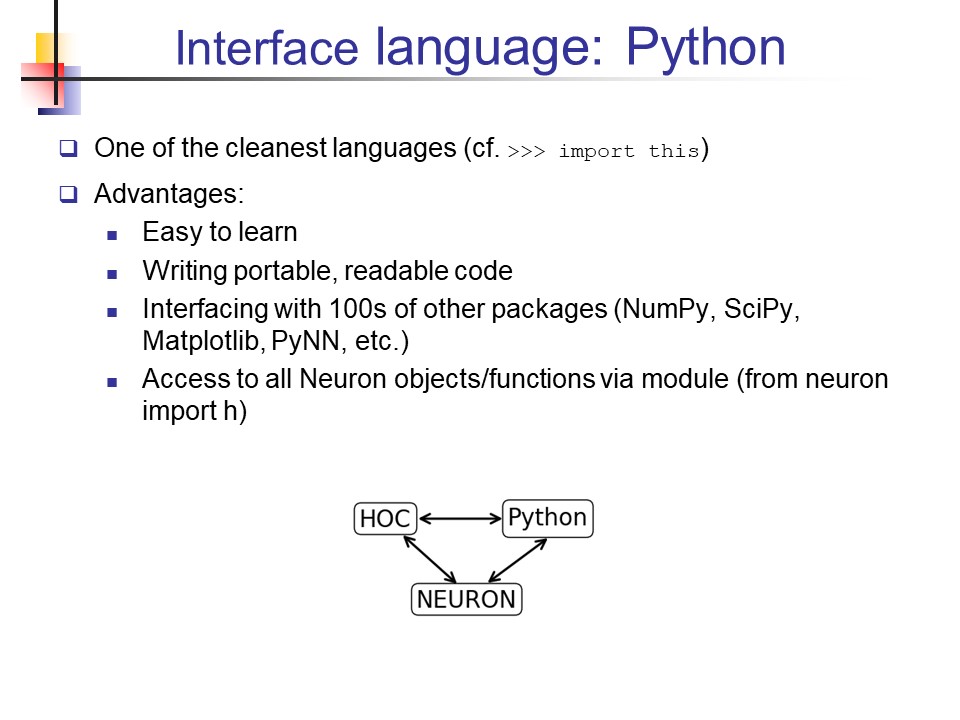 Interface language: Python
One of the cleanest languages (cf. >>> import this)
Advantages:
Easy to learn
Writing portable, readable code
Interfacing with 100s of other packages (NumPy, SciPy,
Matplotlib, PyNN, etc.)
Access to all Neuron objects/functions via module (from neuron
import h)
HOC
Python
NEURON